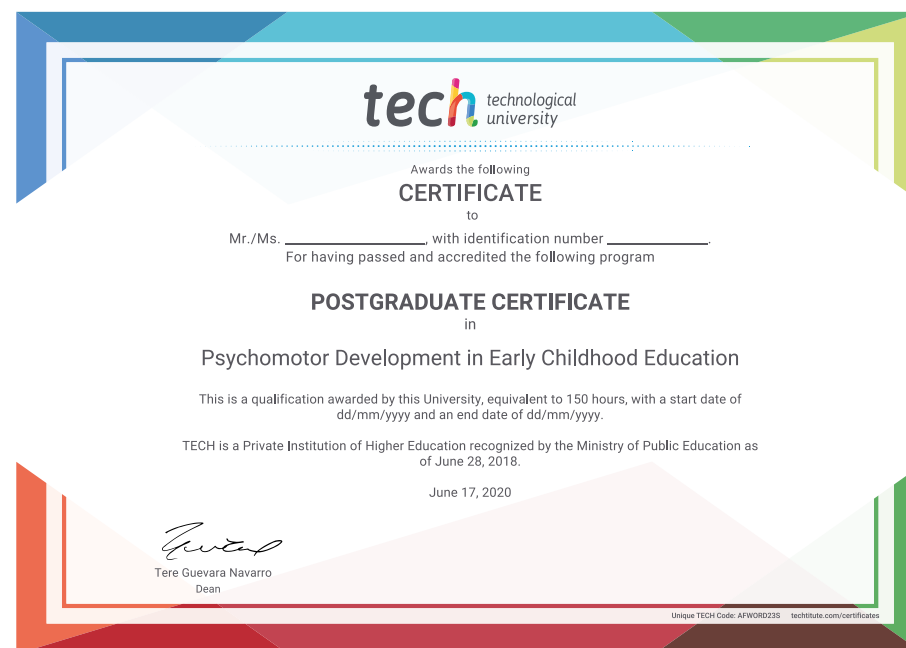 tech technological
university
Awards the following
CERTIFICATE
to
Mr./Ms. ____________________, with identification number ______________.
For having passed and accredited the following program
POSTGRADUATE CERTIFICATE
in
Psychomotor Development in Early Childhood Education
This is a qualification awarded by this University, equivalent to 150 hours, with a start date of
dd/mm/yyyy and an end date of dd/mm/yyyy.
TECH is a Private Institution of Higher Education recognized by the Ministry of Public Education as
of June 28, 2018.
June 17, 2020
Tere Guevara Navarro
Dean
Unique TECH Code: AFWORD23S techtitute.com/certificates